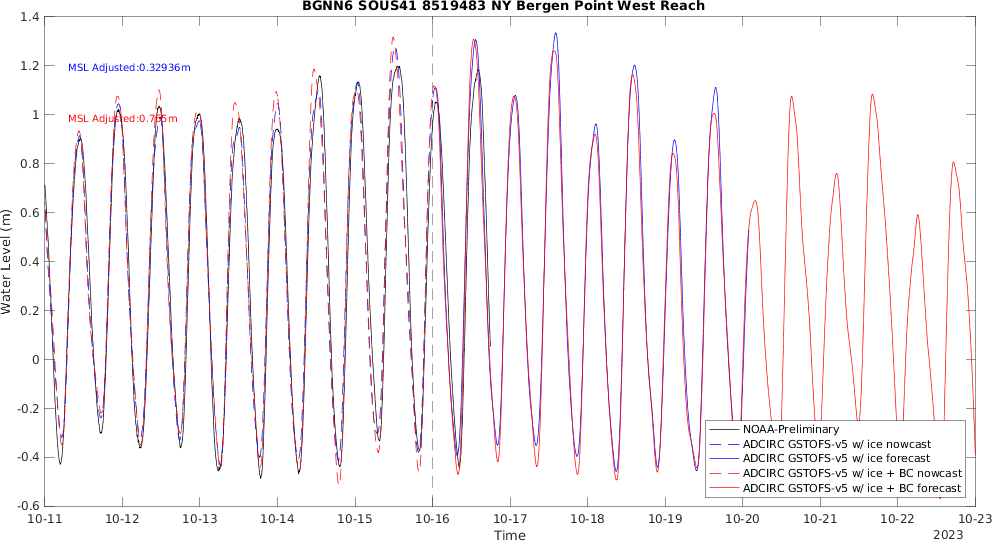 BGNN6 SOUS41 8519483 NY Bergen Point West Reach
1.4
1.2
1
0.8
0.6
0.4
0.2
0
-0.2
-0.4
-0.6
Water Level (m)
MSL Adjusted:0.32936m
MSL Adjusted:0.765m
NOAA-Preliminary
ADCIRC GSTOFS-v5 w/ ice nowcast
ADCIRC GSTOFS-v5 w/ ice forecast
ADCIRC GSTOFS-v5 w/ ice + BC nowcast
ADCIRC GSTOFS-v5 w/ ice + BC forecast
10-11 10-12 10-13 10-14 10-15 10-16 10-17 10-18 10-19 10-20 10-21 10-22 10-23
Time
2023